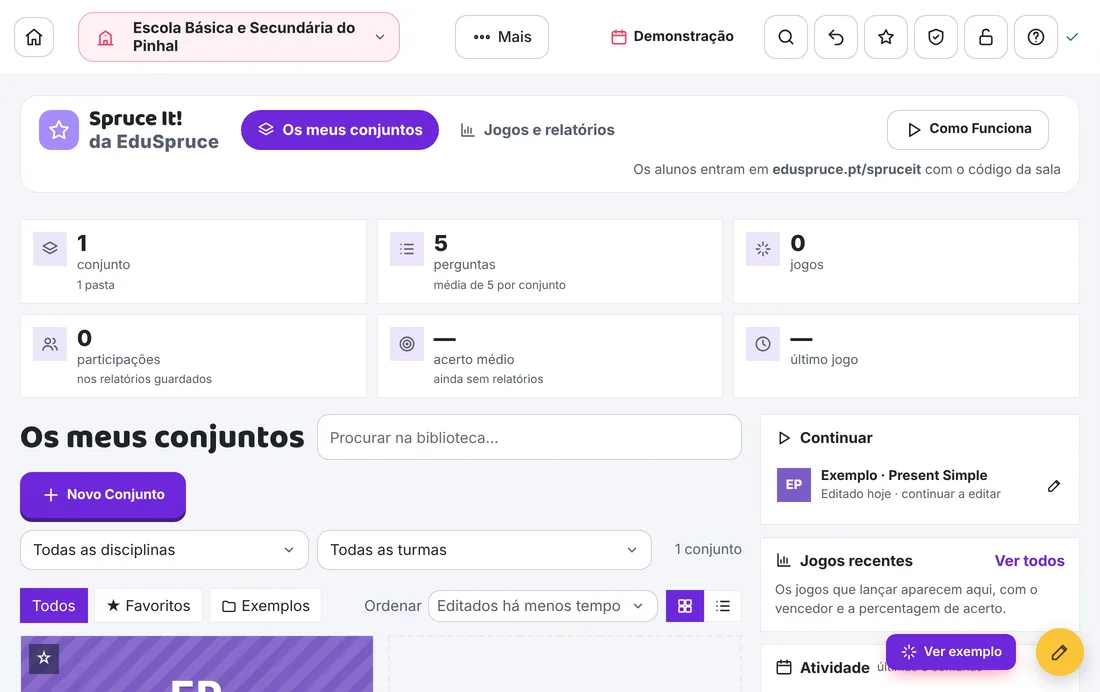 Escola Básica e Secundária do
Pinhal
Mais
Demonstração
Spruce It!
da EduSpruce
Os meus conjuntos
Jogos e relatórios
Como Funciona
Os alunos entram em eduspruce.pt/spruceit com o código da sala
1
conjunto
1 pasta
5
perguntas
média de 5 por conjunto
0
jogos
0
participações
nos relatórios guardados
—
acerto médio
ainda sem relatórios
—
último jogo
Os meus conjuntos
Procurar na biblioteca...
Novo Conjunto
Todas as disciplinas
Todas as turmas
1 conjunto
Todos
Favoritos
Exemplos
Ordenar
Editados há menos tempo
EP
Continuar
EP
Exemplo · Present Simple
Editado hoje · continuar a editar
Jogos recentes
Ver todos
Os jogos que lançar aparecem aqui, com o
vencedor e a percentagem de acerto.
Atividade
Ver exemplo